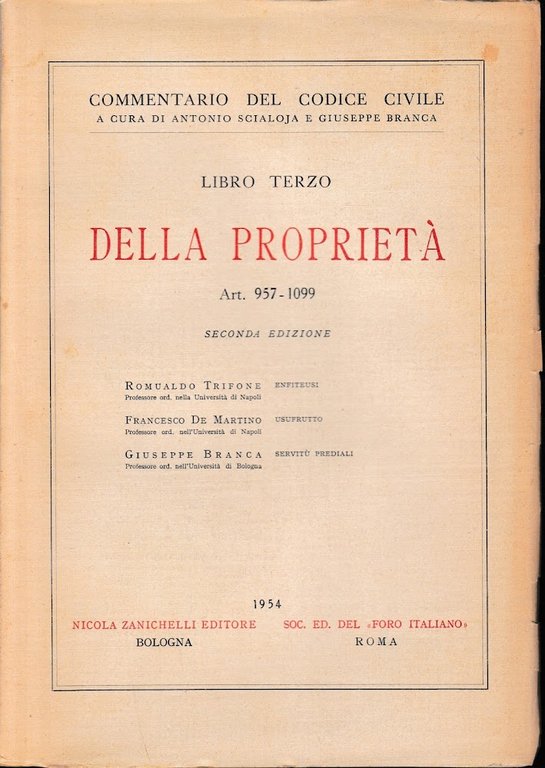 COMMENTARIO DEL CODICE CIVILE
A CURA DI ANTONIO SCIALOJA E GIUSEPPE BRANCA
LIBRO TERZO
DELLA PROPRIETÀ
Art. 957-1099
SECONDA EDIZIONE
ROMUALDO TRIFONE ENFITEUSI
Professore ord. nella Università di Napoli
FRANCESCO DE MARTINO USUFRUTTO
Professore ord. nell'Università di Napoli
GIUSEPPE BRANCA SERVITÙ PREDIALI
Professore ord. nell'Università di Bologna
1954
NICOLA ZANICHELLI EDITORE SOC. ED. DEL «FORO ITALIANO»
BOLOGNA ROMA